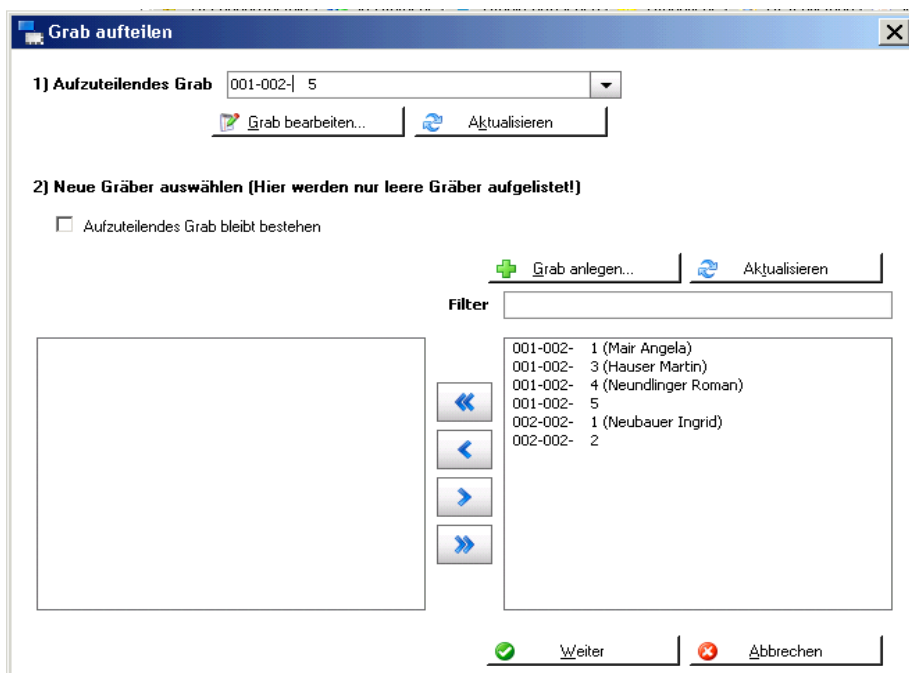 Grab aufteilen
1) Aufzuteilendes Grab 001-002- 5
Grab bearbeiten... Aktualisieren
2) Neue Gräber auswählen (Hier werden nur leere Gräber aufgelistet!)
Aufzuteilendes Grab bleibt bestehen
Grab anlegen... Aktualisieren
Filter
001-002- 1 (Mair Angela)
001-002- 3 (Hauser Martin)
001-002- 4 (Neundlinger Roman)
001-002- 5
002-002- 1 (Neubauer Ingrid)
002-002- 2
Weiter Abbrechen